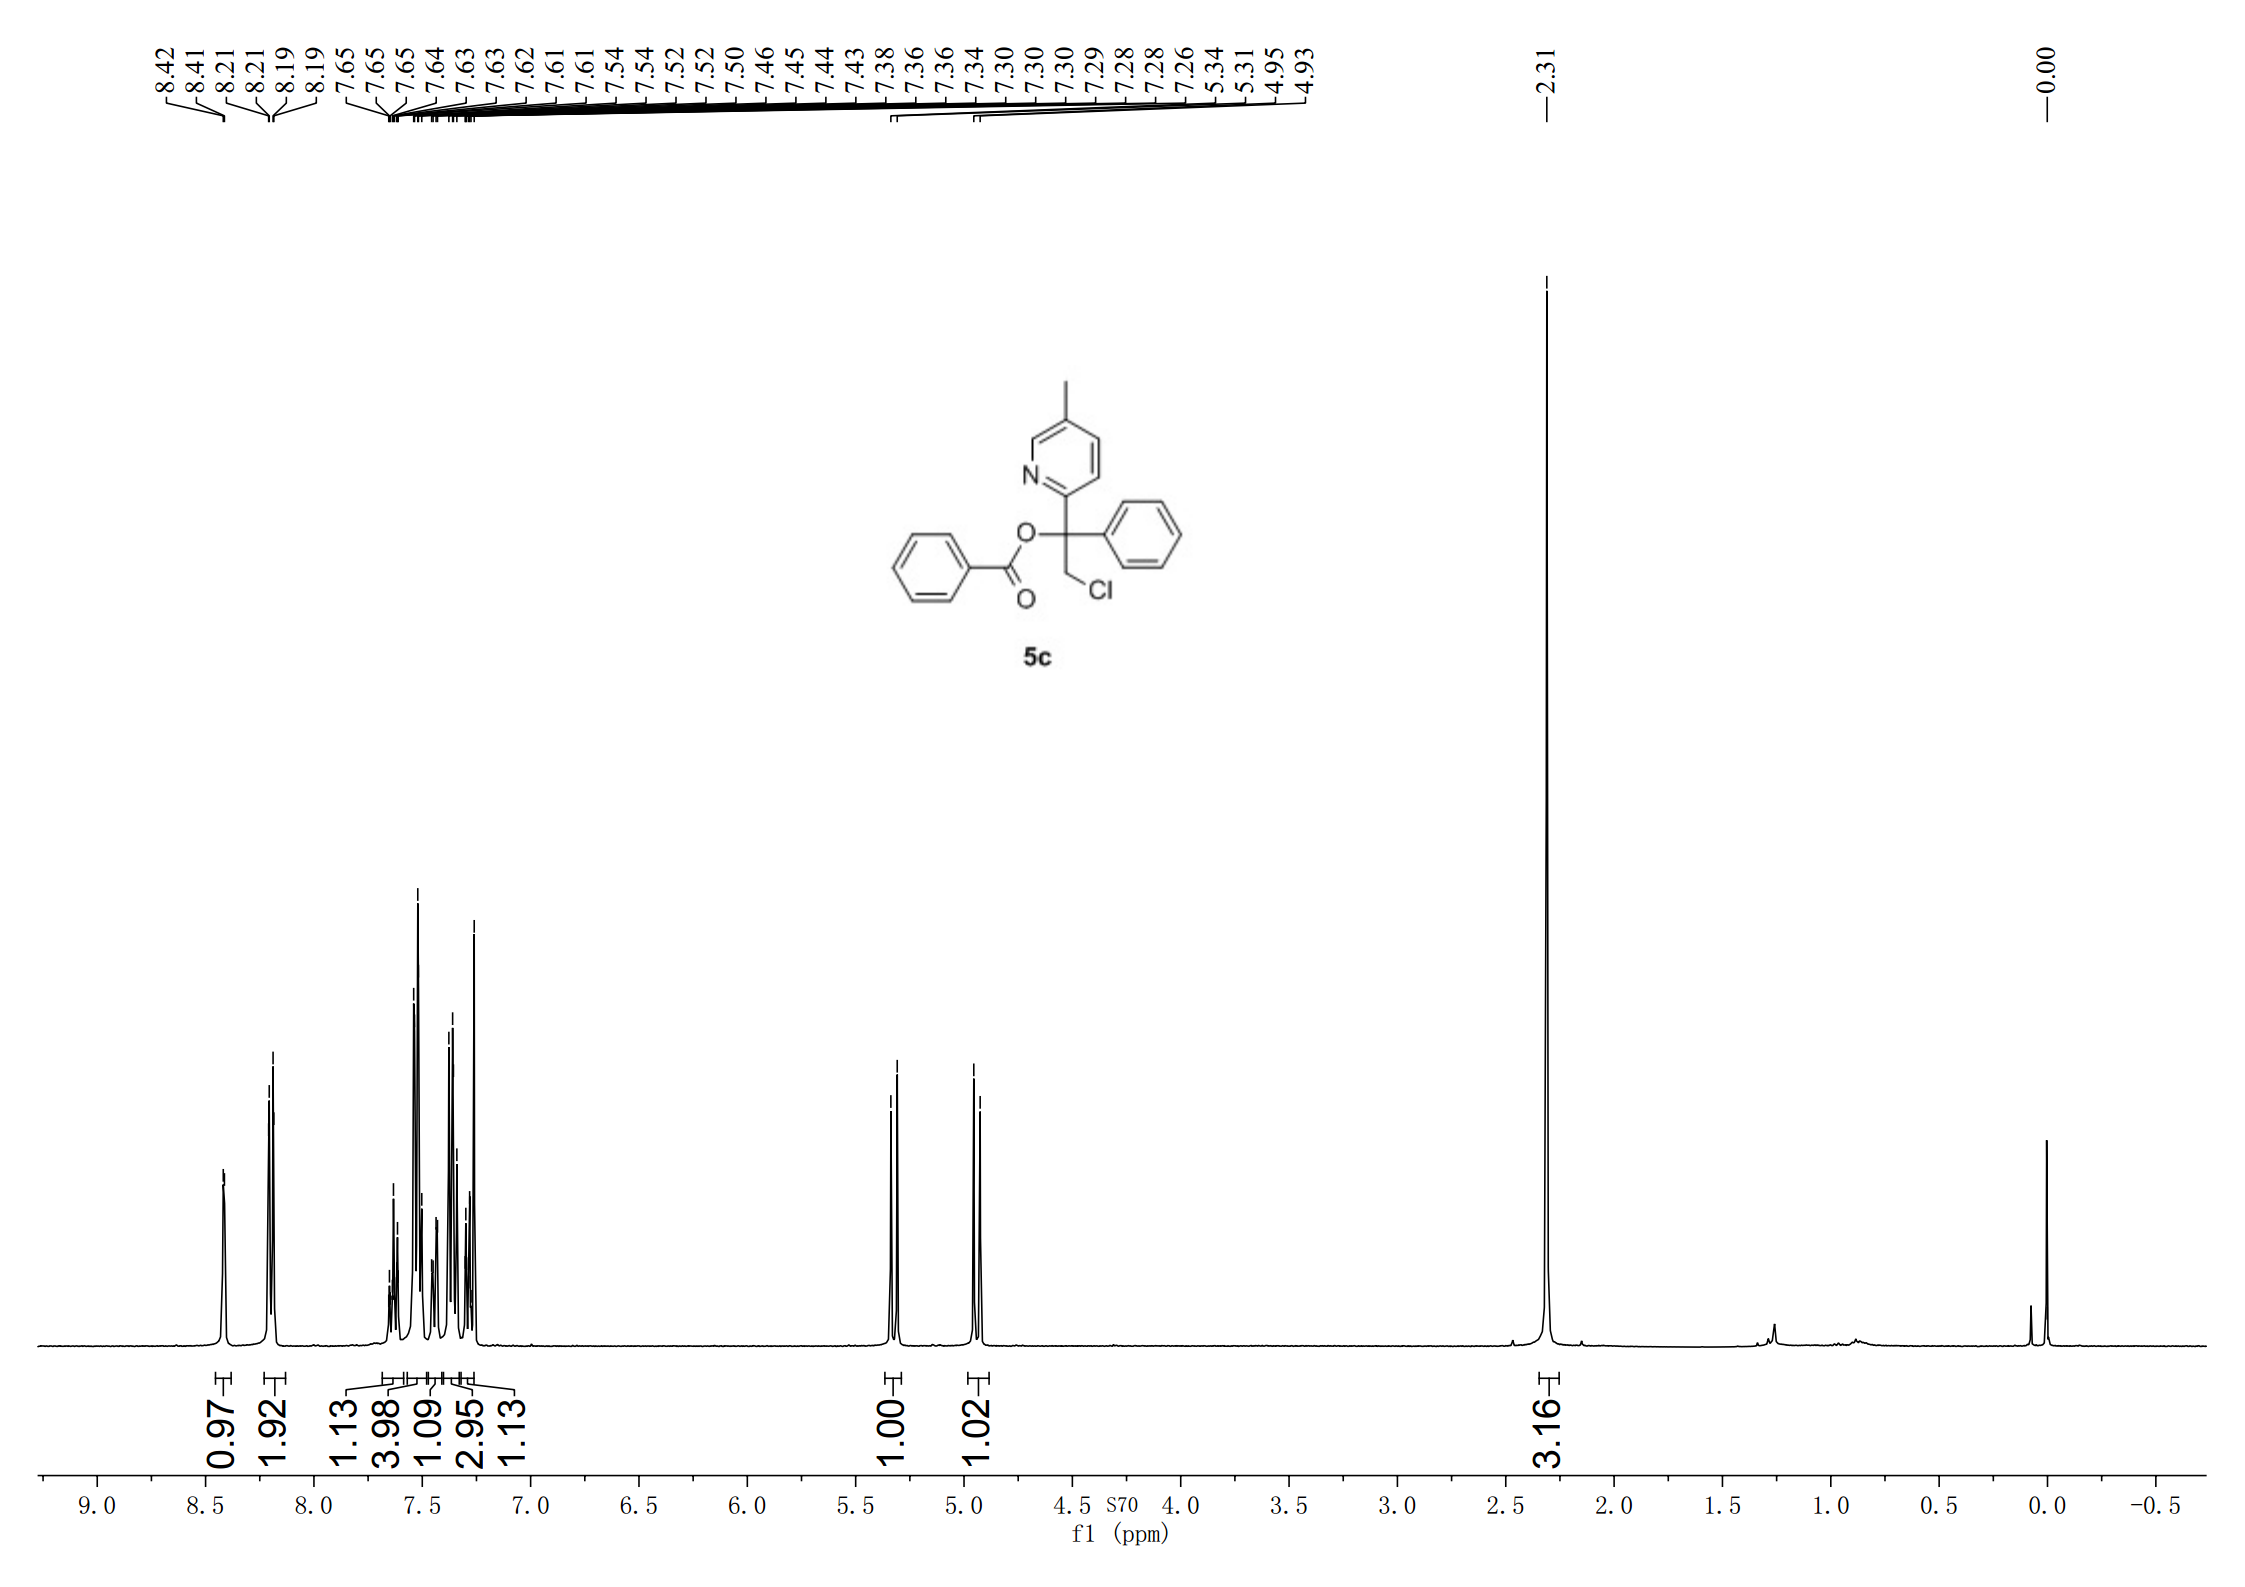 8.42 8.41 8.21 8.21 8.19 8.19 7.65 7.65 7.65 7.64 7.63 7.63 7.62 7.61 7.61 7.54 7.54 7.52 7.52 7.50 7.46 7.45 7.44 7.43 7.38 7.36 7.36 7.34 7.30 7.30 7.30 7.29 7.28 7.28 7.26 5.34 5.31 4.95 4.93 2.31 0.00
N
O
O
Cl
5c
0.97 1.92 1.13 3.98 1.09 2.95 1.13 1.00 1.02 3.16
9.0 8.5 8.0 7.5 7.0 6.5 6.0 5.5 5.0 4.5 S70 4.0 3.5 3.0 2.5 2.0 1.5 1.0 0.5 0.0 -0.5
f1 (ppm)